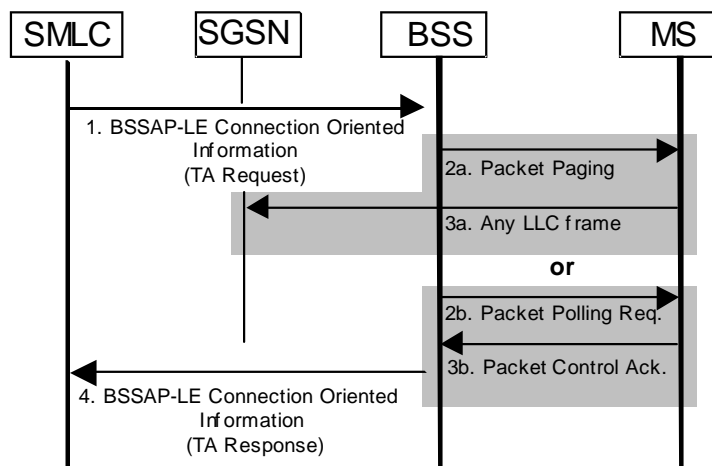 SMLC
SGSN
BSS
MS
1. BSSAP-LE Connection Oriented
Information
(TA Request)
2a. Packet Paging
3a. Any LLC frame
or
2b. Packet Polling Req.
3b. Packet Control Ack.
4. BSSAP-LE Connection Oriented
Information
(TA Response)